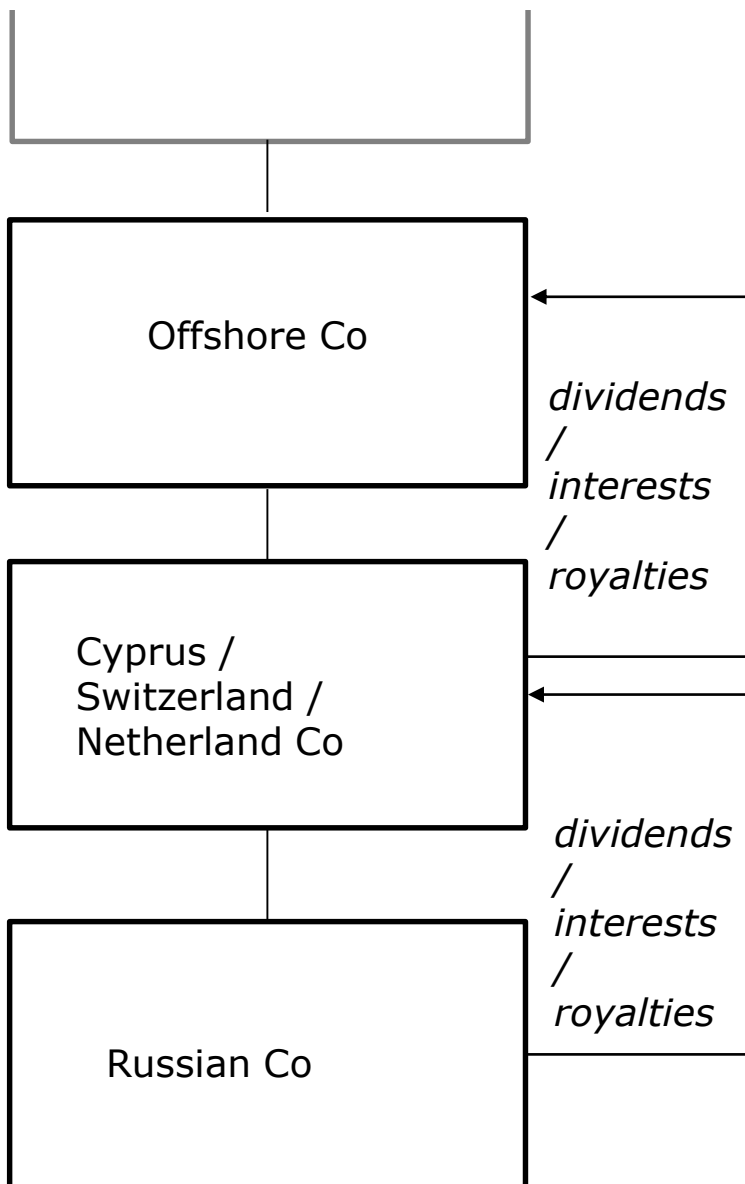 Offshore Co
dividends
/
interests
/
royalties
Cyprus /
Switzerland /
Netherland Co
dividends
/
interests
/
royalties
Russian Co